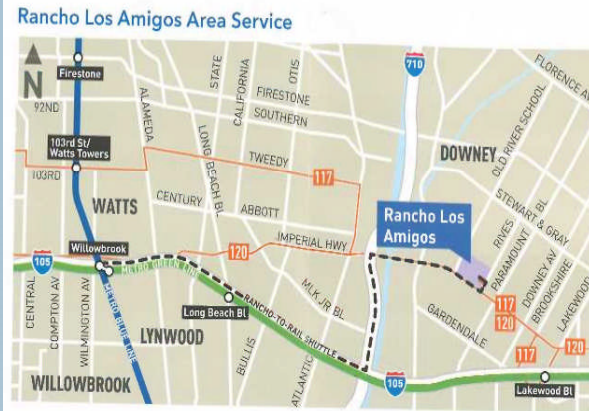 Rancho Los Amigos Area Service
N
Firestone
92ND
103rd St/
Watts Towers
103RD
WATTS
ALAMEDA
STATE
CALIFORNIA
OTIS
LONG BEACH BL
FIRESTONE
SOUTHERN
TWEEDY
117
CENTURY
ABBOTT
120
IMPERIAL HWY
710
DOWNEY
FLORENCE AV
OLD RIVER SCHOOL
STEWART & GRAY
Rancho Los
Amigos
RIVES
PARAMOUNT BL
DOWNEY AV
BROOKSHIRE
LAKEWOOD
GARDENDALE
117
120
117
120
Willowbrook
105
METRO GREEN LINE
METRO BLUE LINE
RANCHO-TO-RAIL SHUTTLE
Long Beach Bl
MLK JR BL
CENTRAL
COMPTON AV
WILMINGTON AV
LYNWOOD
BULLIS
ATLANTIC
105
Lakewood Bl
WILLOWBROOK